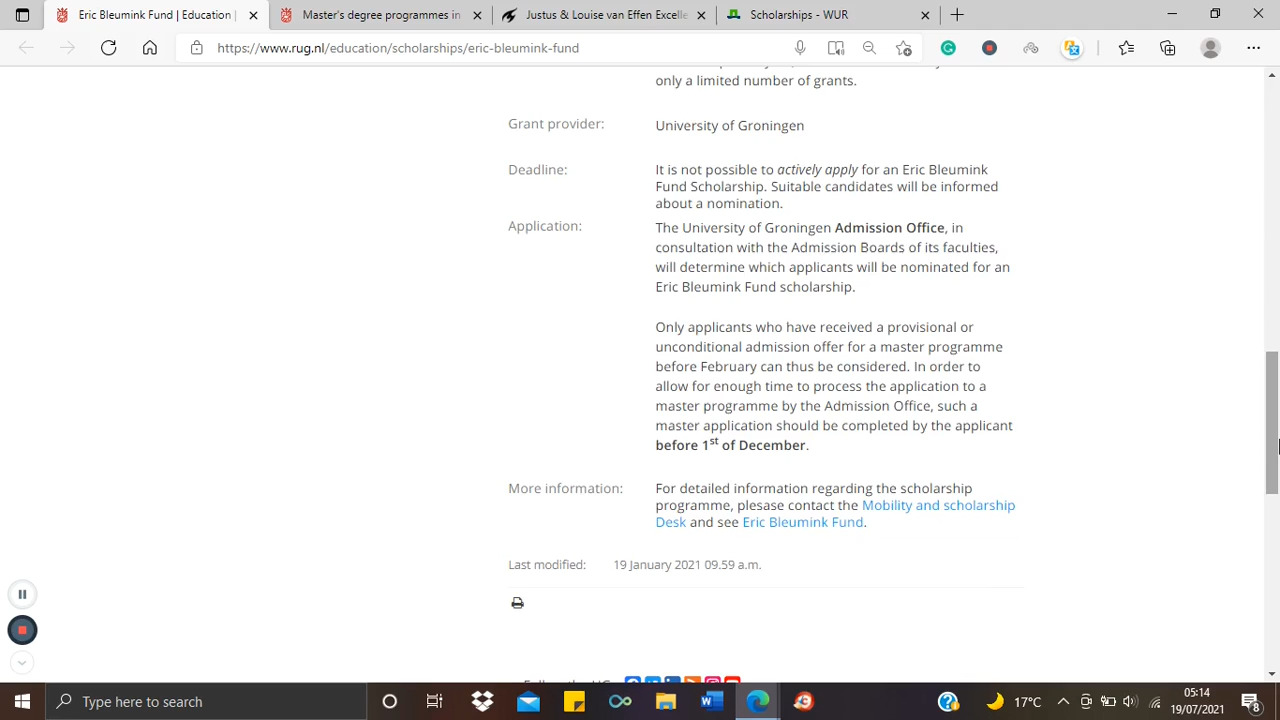 Eric Bleumink Fund | Education |
Master's degree programmes in
Justus & Louise van Effen Excelle
Scholarships - WUR
https://www.rug.nl/education/scholarships/eric-bleumink-fund
only a limited number of grants.
Grant provider:
University of Groningen
Deadline:
It is not possible to actively apply for an Eric Bleumink
Fund Scholarship. Suitable candidates will be informed
about a nomination.
Application:
The University of Groningen Admission Office, in
consultation with the Admission Boards of its faculties,
will determine which applicants will be nominated for an
Eric Bleumink Fund scholarship.
Only applicants who have received a provisional or
unconditional admission offer for a master programme
before February can thus be considered. In order to
allow for enough time to process the application to a
master programme by the Admission Office, such a
master application should be completed by the applicant
before 1st of December.
More information:
For detailed information regarding the scholarship
programme, plesase contact the Mobility and scholarship
Desk and see Eric Bleumink Fund.
Last modified:
19 January 2021 09.59 a.m.
Type here to search
17°C
05:14
19/07/2021
8